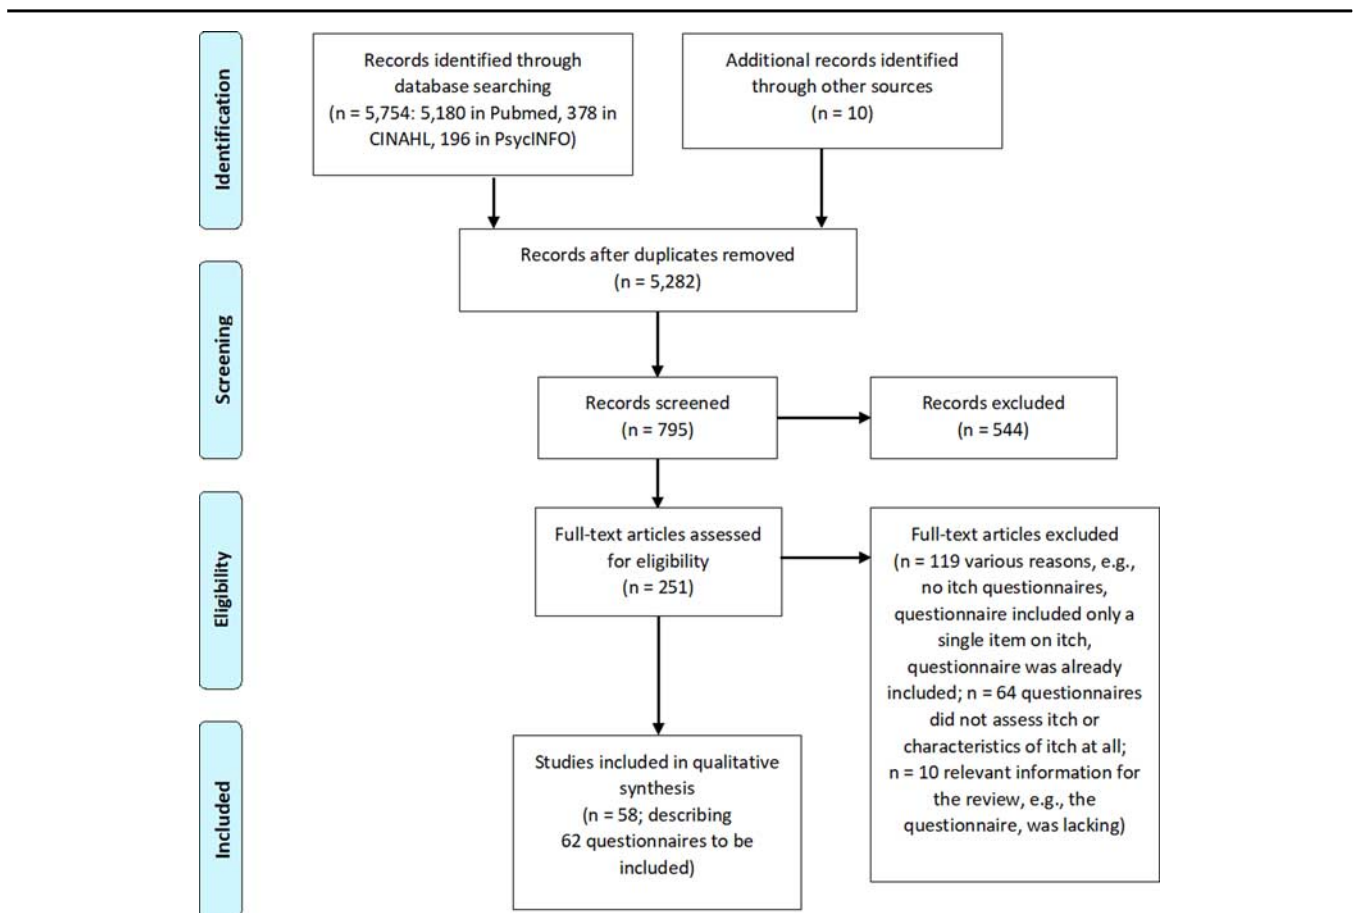 Identification
Records identified through
database searching
(n = 5,754: 5,180 in Pubmed, 378 in
CINAHL, 196 in PsycINFO)
Additional records identified
through other sources
(n = 10)
Records after duplicates removed
(n = 5,282)
Screening
Records screened
(n = 795)
Records excluded
(n = 544)
Eligibility
Full-text articles assessed
for eligibility
(n = 251)
Full-text articles excluded
(n = 119 various reasons, e.g.,
no itch questionnaires,
questionnaire included only a
single item on itch,
questionnaire was already
included; n = 64 questionnaires
did not assess itch or
characteristics of itch at all;
n = 10 relevant information for
the review, e.g., the
questionnaire, was lacking)
Included
Studies included in qualitative
synthesis
(n = 58; describing
62 questionnaires to be
included)